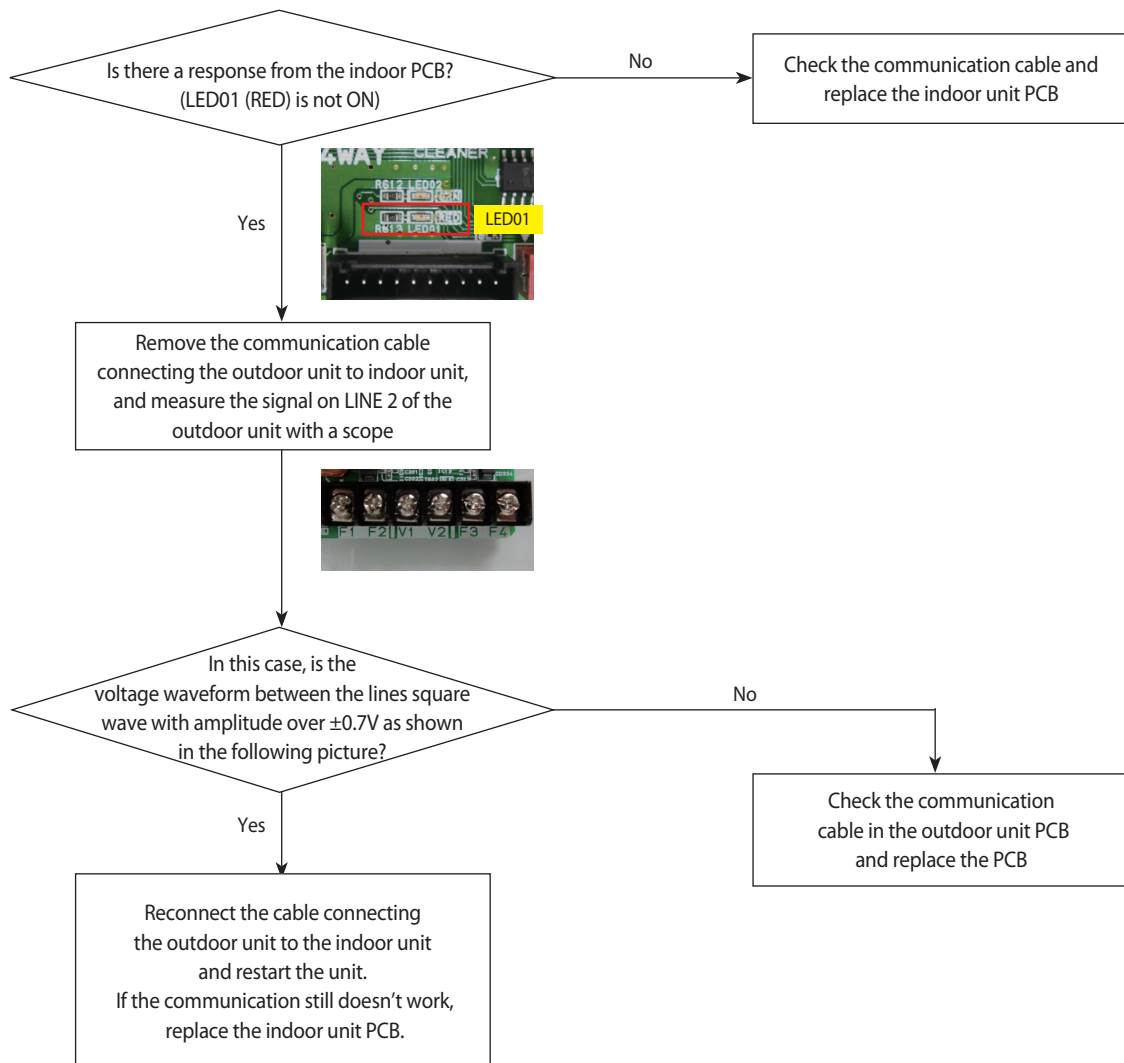 Is there a response from the indoor PCB?
(LED01 (RED) is not ON)
No
Check the communication cable and
replace the indoor unit PCB
Yes
4WAY CLEANER
R612 LED02 GRN
R613 LED01 RED
LED01
Remove the communication cable
connecting the outdoor unit to indoor unit,
and measure the signal on LINE 2 of the
outdoor unit with a scope
F1 F2 V1 V2 F3 F4
In this case, is the
voltage waveform between the lines square
wave with amplitude over ±0.7V as shown
in the following picture?
No
Check the communication
cable in the outdoor unit PCB
and replace the PCB
Yes
Reconnect the cable connecting
the outdoor unit to the indoor unit
and restart the unit.
If the communication still doesn't work,
replace the indoor unit PCB.